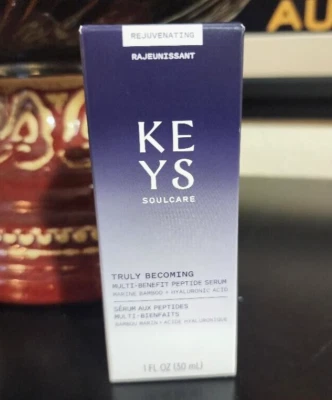 AU
REJUVENATING
RAJEUNISSANT
KE
YS
SOULCARE
TRULY BECOMING
MULTI-BENEFIT PEPTIDE SERUM
MARINE BAMBOO + HYALURONIC ACID
SÉRUM AUX PEPTIDES
MULTI-BIENFAITS
BAMBOU MARIN + ACIDE HYALURONIQUE
1 FL OZ (30 mL)